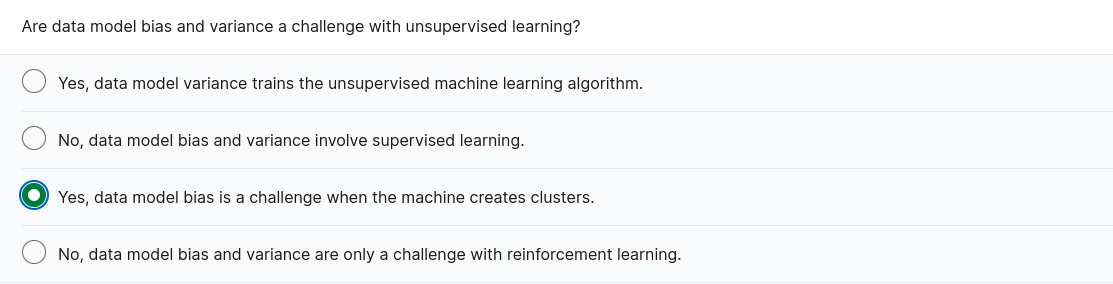 Are data model bias and variance a challenge with unsupervised learning?
Yes, data model variance trains the unsupervised machine learning algorithm.
No, data model bias and variance involve supervised learning.
Yes, data model bias is a challenge when the machine creates clusters.
No, data model bias and variance are only a challenge with reinforcement learning.